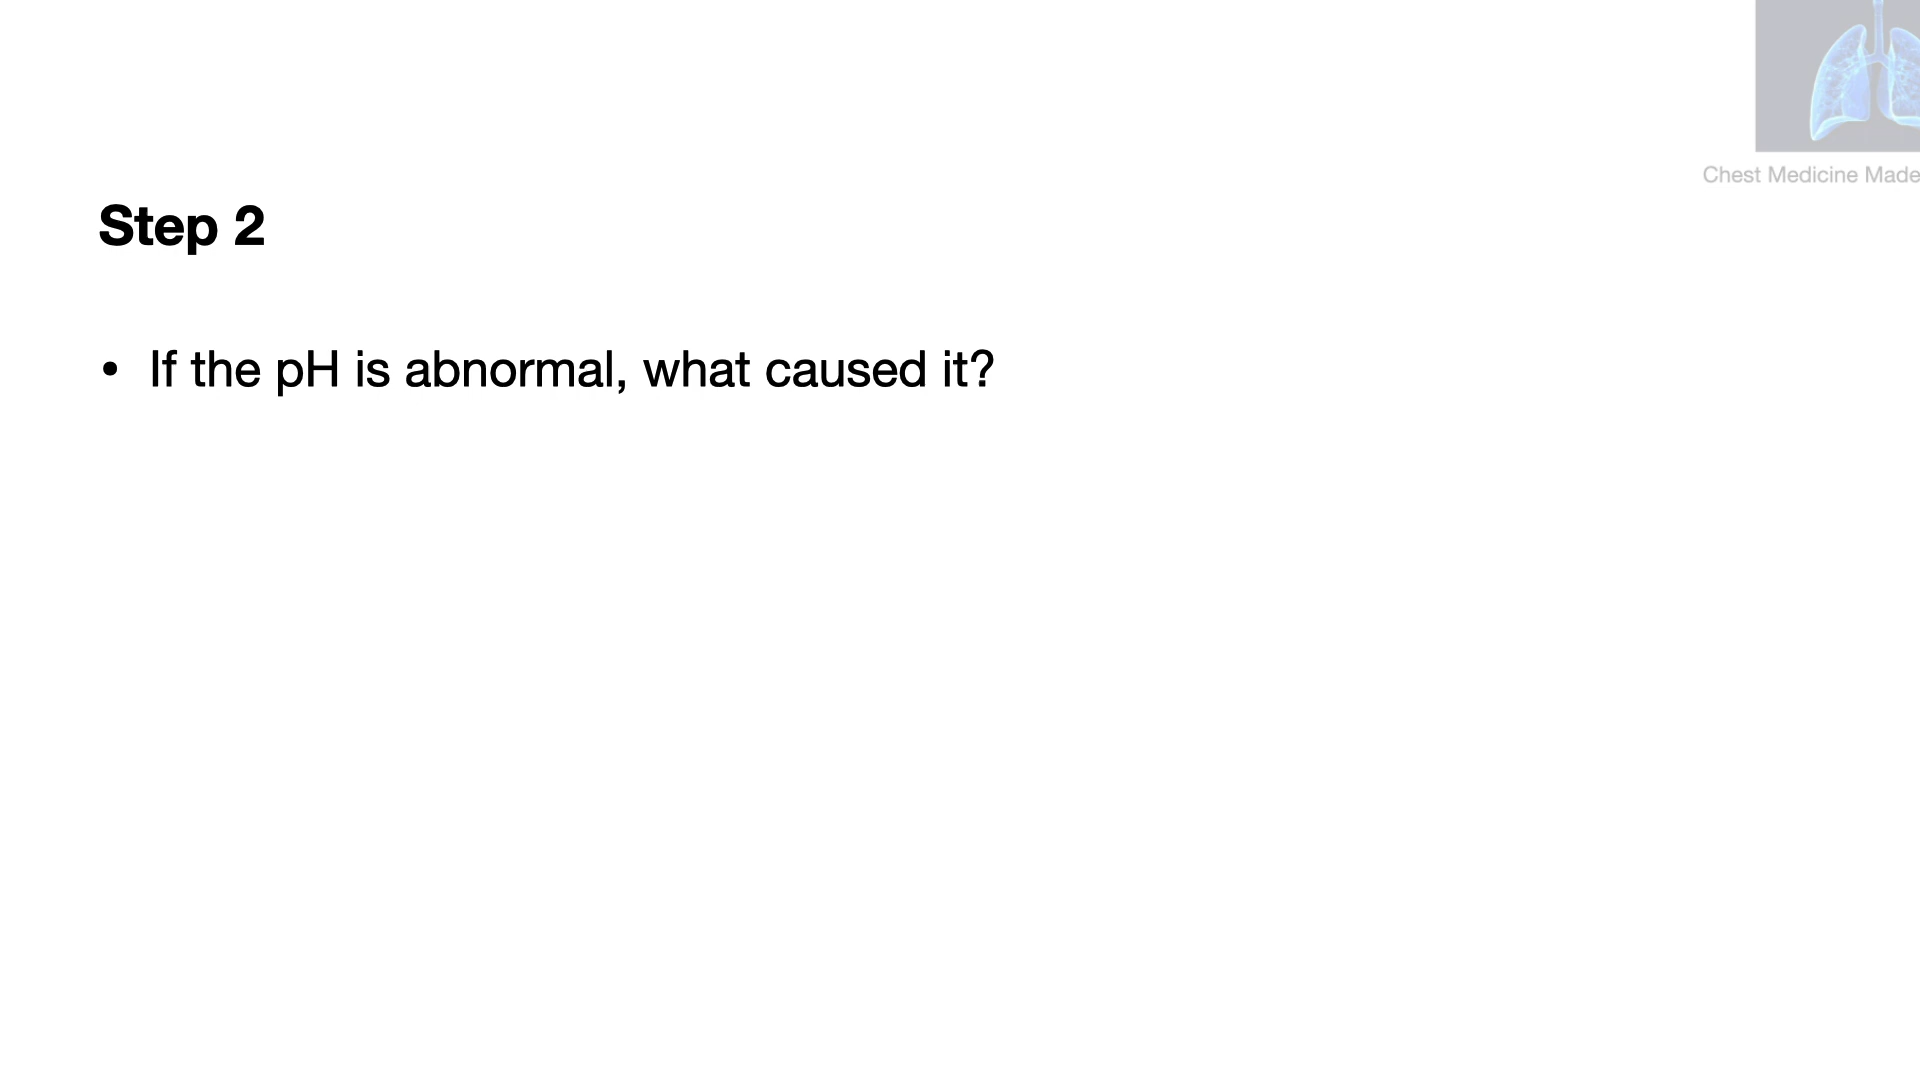 Chest Medicine Made
Step 2
• If the pH is abnormal, what caused it?